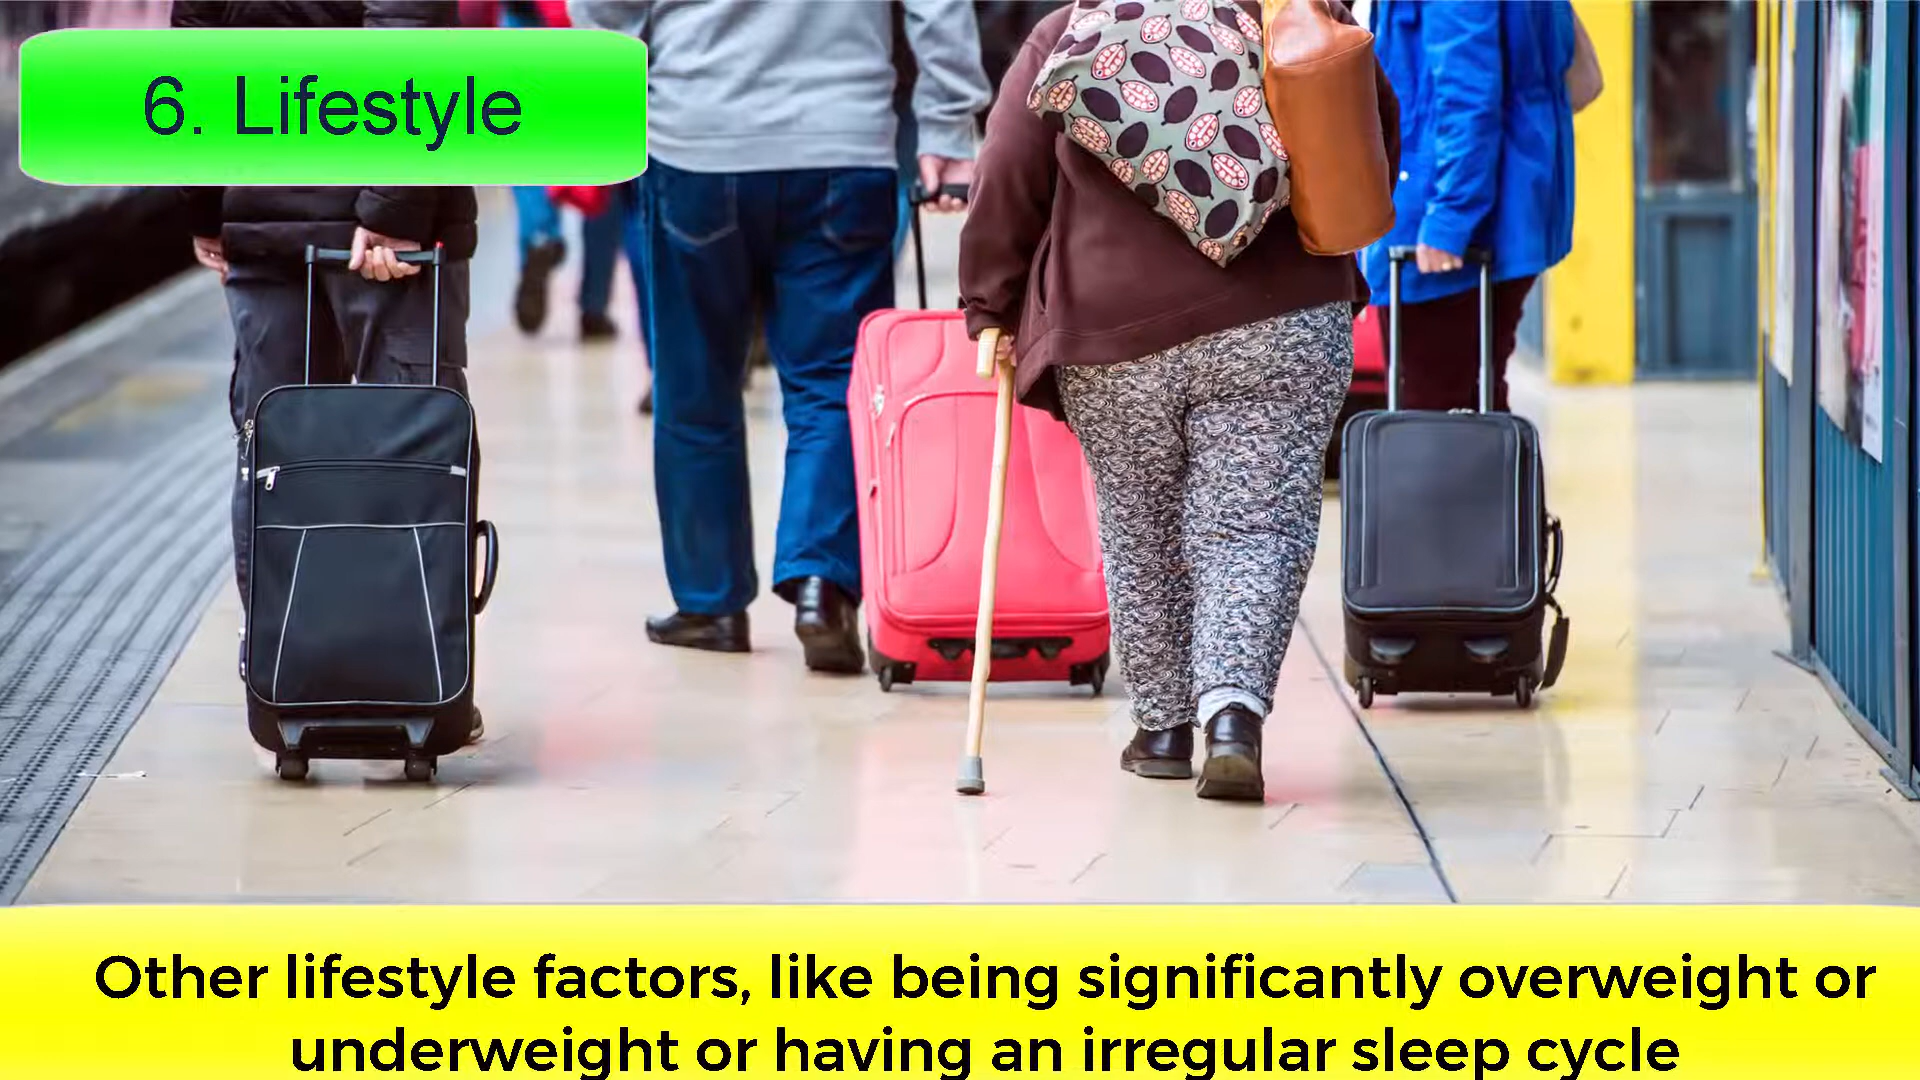 6. Lifestyle
Other lifestyle factors, like being significantly overweight or
underweight or having an irregular sleep cycle